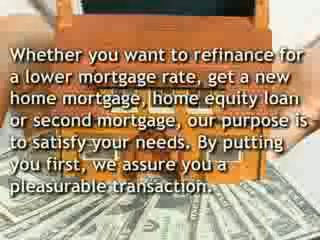 Whether you want to refinance for
a lower mortgage rate, get a new
home mortgage, home equity loan
or second mortgage, our purpose is
to satisfy your needs. By putting
you first, we assure you a
pleasurable transaction.